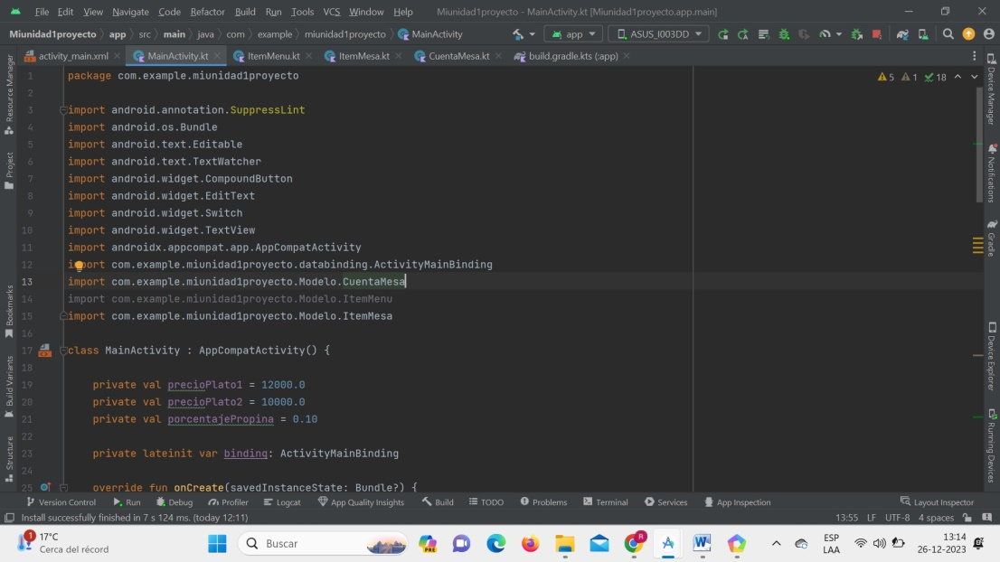 File Edit View Navigate Code Refactor Build Run Tools VCS Window Help Miunidad1proyecto - MainActivity.kt [Miunidad1proyecto.app.main]
Miunidad1proyecto app src main java com example miunidad1proyecto MainActivity app ASUS_I003DD
activity_main.xml MainActivity.kt ItemMenu.kt ItemMesa.kt CuentaMesa.kt build.gradle.kts (:app)
Resource Manager
Project
Bookmarks
Build Variants
Structure
1 package com.example.miunidad1proyecto
5 1 18
2
3 import android.annotation.SuppressLint
4 import android.os.Bundle
5 import android.text.Editable
6 import android.text.TextWatcher
7 import android.widget.CompoundButton
8 import android.widget.EditText
9 import android.widget.Switch
10 import android.widget.TextView
11 import androidx.appcompat.app.AppCompatActivity
12 import com.example.miunidad1proyecto.databinding.ActivityMainBinding
13 import com.example.miunidad1proyecto.Modelo.CuentaMesa
14 import com.example.miunidad1proyecto.Modelo.ItemMenu
15 import com.example.miunidad1proyecto.Modelo.ItemMesa
16
17 class MainActivity : AppCompatActivity() {
18
19 private val precioPlato1 = 12000.0
20 private val precioPlato2 = 10000.0
21 private val porcentajePropina = 0.10
22
23 private lateinit var binding: ActivityMainBinding
24
25 override fun onCreate(savedInstanceState: Bundle?) {
Device Manager
Notifications
Gradle
Device Explorer
Running Devices
Version Control Run Debug Profiler Logcat App Quality Insights Build TODO Problems Terminal Services App Inspection Layout Inspector
Install successfully finished in 7 s 124 ms. (today 12:11) 13:55 LF UTF-8 4 spaces
1 17°C
Cerca del récord
Buscar
PRE
R
ESP
LAA
13:14
26-12-2023